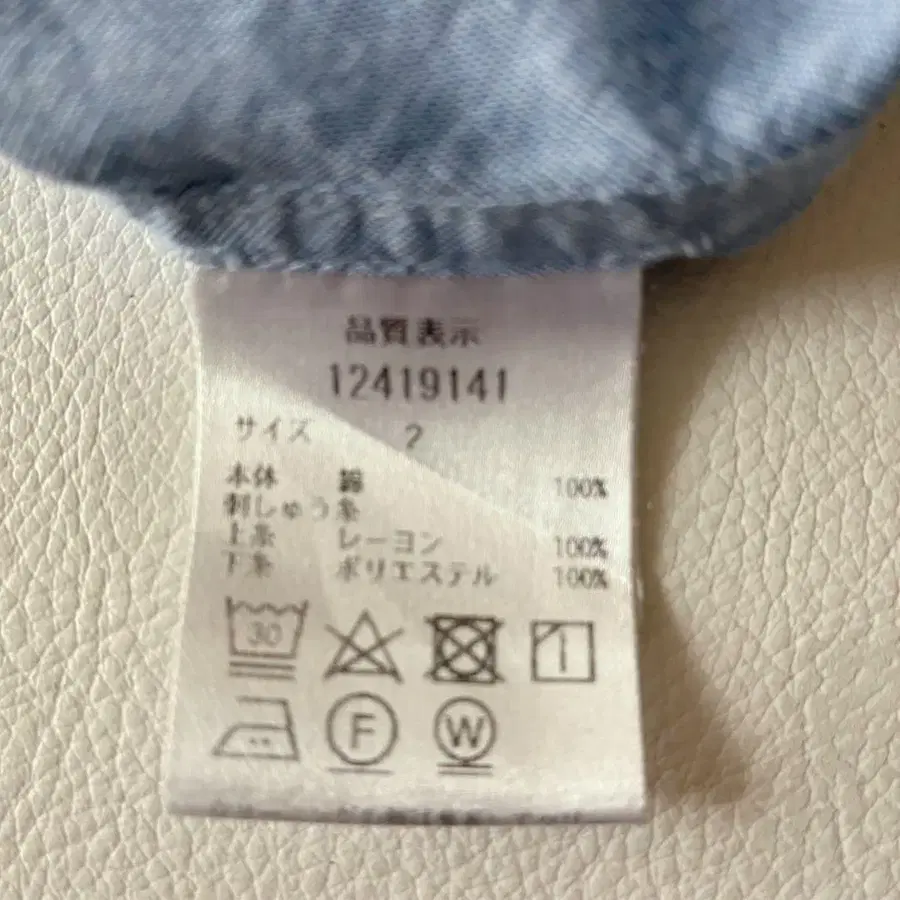 品質表示
12419141
サイズ 2
本体 綿 100%
刺しゅう糸
上糸 レーヨン 100%
下糸 ポリエステル 100%
30
F W